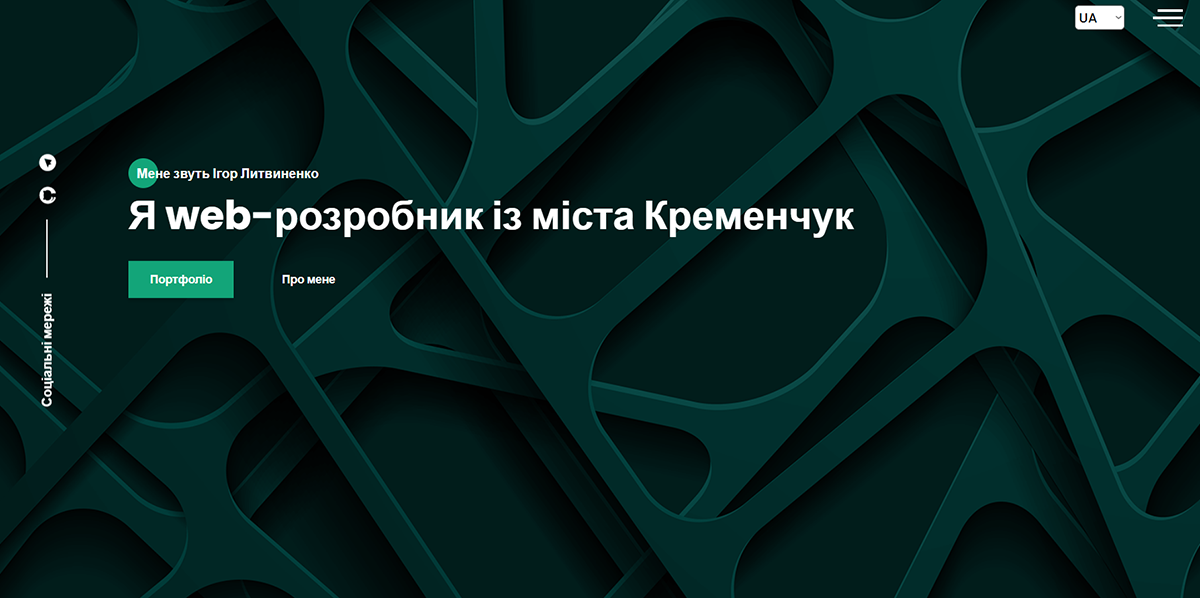 UA
Мене звуть Ігор Литвиненко
Я web-розробник із міста Кременчук
Портфоліо
Про мене
Соціальні мережі